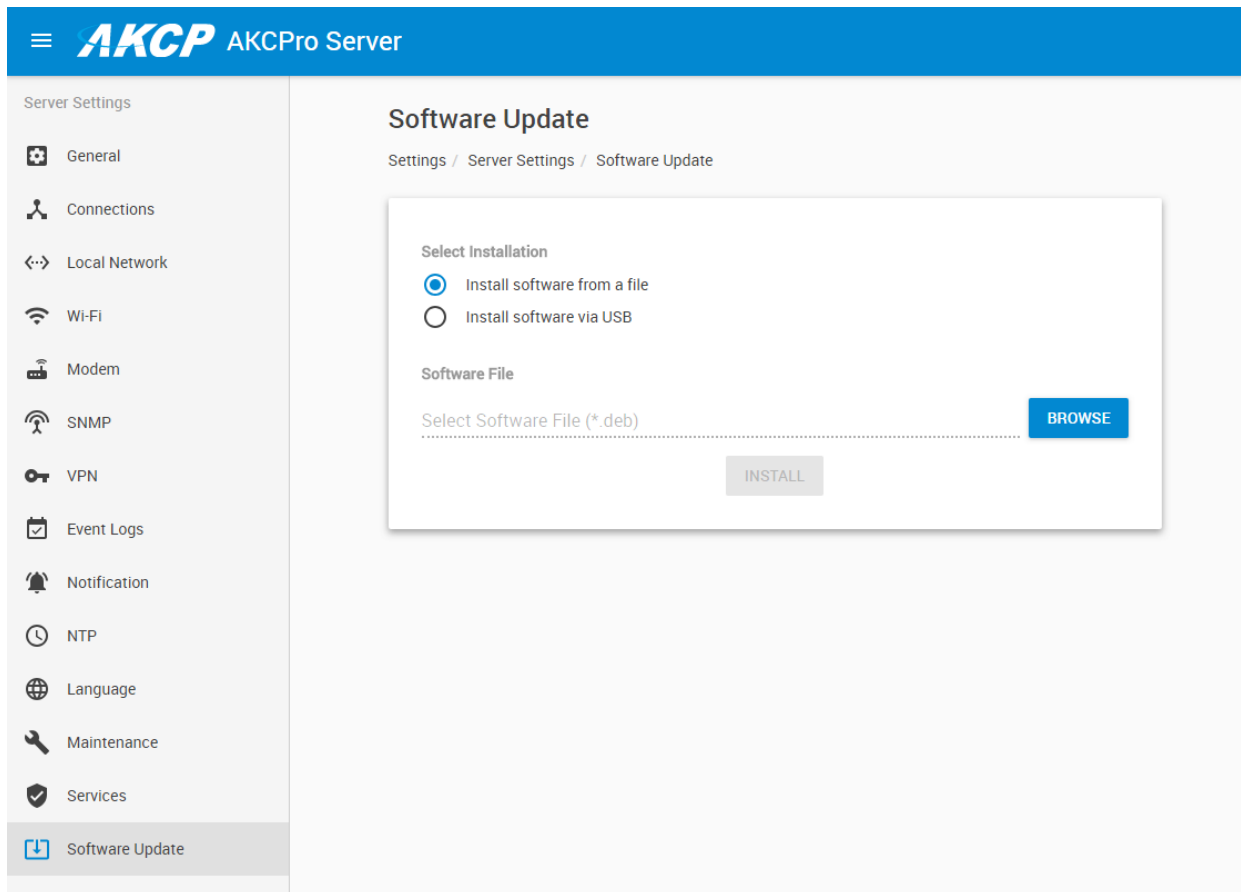 AKCP AKCPro Server
Server Settings
General
Connections
Local Network
Wi-Fi
Modem
SNMP
VPN
Event Logs
Notification
NTP
Language
Maintenance
Services
Software Update
Software Update
Settings / Server Settings / Software Update
Select Installation
Install software from a file
Install software via USB
Software File
Select Software File (*.deb)
BROWSE
INSTALL